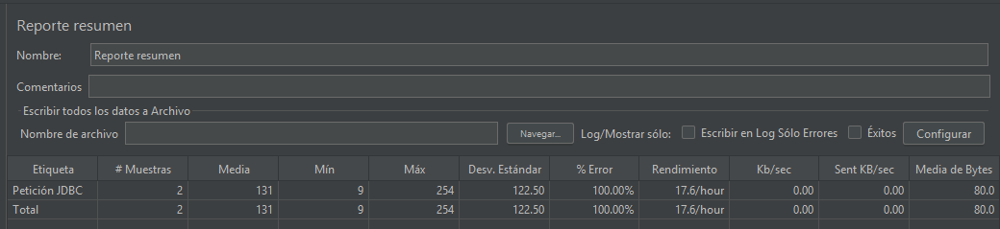 Reporte resumen
Nombre: Reporte resumen
Comentarios
Escribir todos los datos a Archivo
Nombre de archivo Navegar... Log/Mostrar sólo: Escribir en Log Sólo Errores Éxitos Configurar
Etiqueta # Muestras Media Mín Máx Desv. Estándar % Error Rendimiento Kb/sec Sent KB/sec Media de Bytes
Petición JDBC 2 131 9 254 122.50 100.00% 17.6/hour 0.00 0.00 80.0
Total 2 131 9 254 122.50 100.00% 17.6/hour 0.00 0.00 80.0